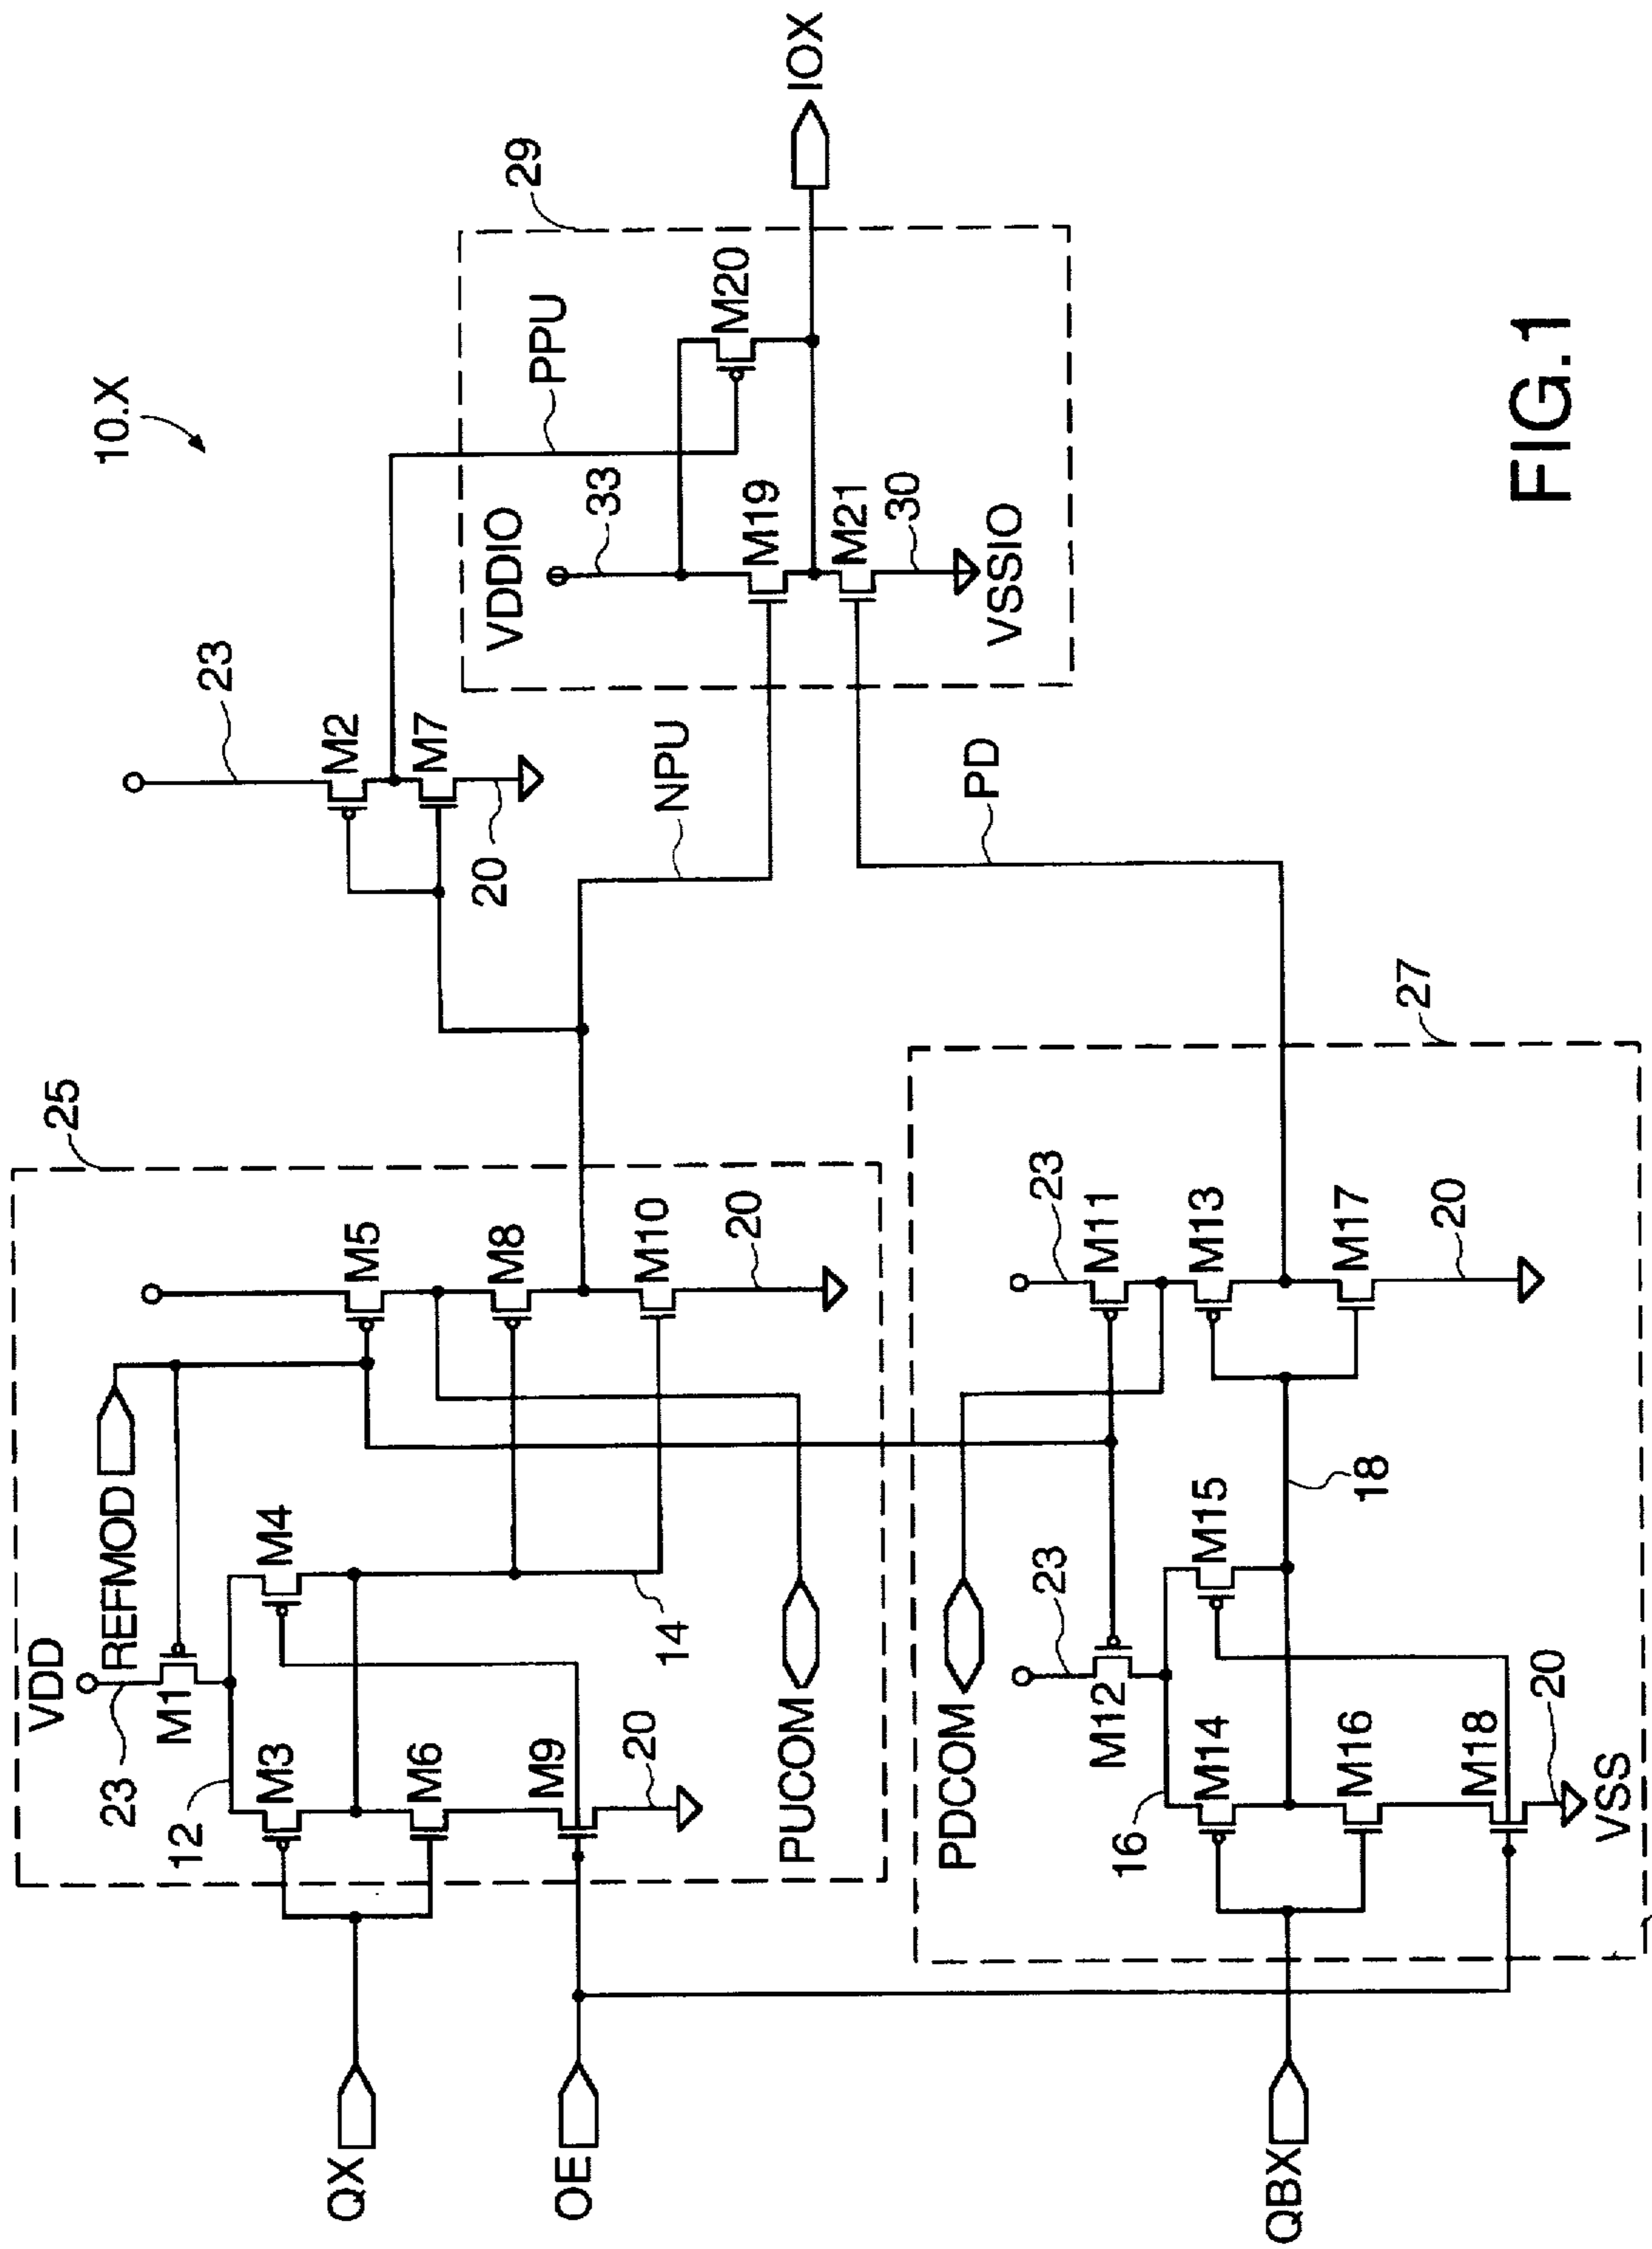 10.X
25
VDD
23
REFMOD
M1
12
M3
M4
M5
M6
M8
M9
M10
14
20
20
PUCOM
QX
OE
23
M2
M7
20
NPU
PPU
29
VDDIO
33
M19
M20
M21
30
VSSIO
IOX
PD
27
PDCOM
23
23
M11
M12
M13
16
M14
M15
M16
M17
18
M18
20
20
VSS
QBX
FIG.1